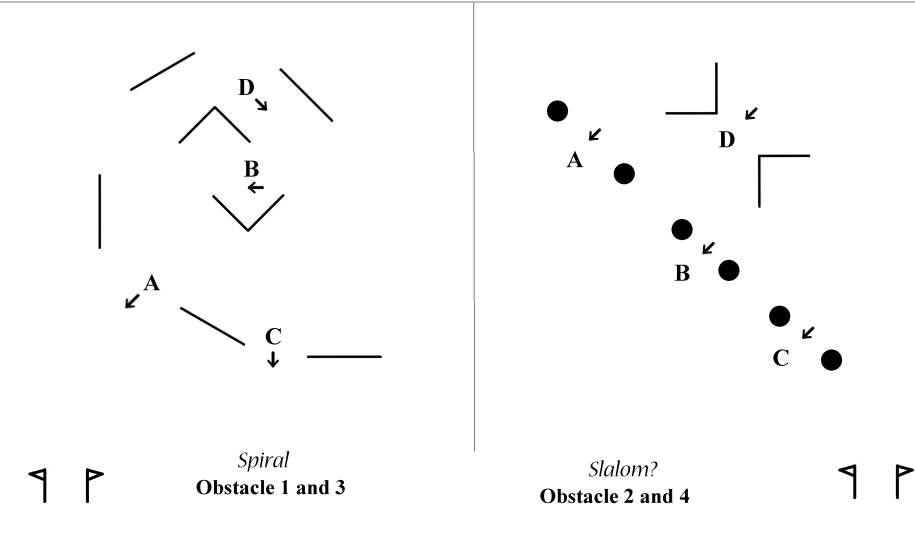 D
B
A
C
Spiral
Obstacle 1 and 3
D
A
B
C
Slalom?
Obstacle 2 and 4